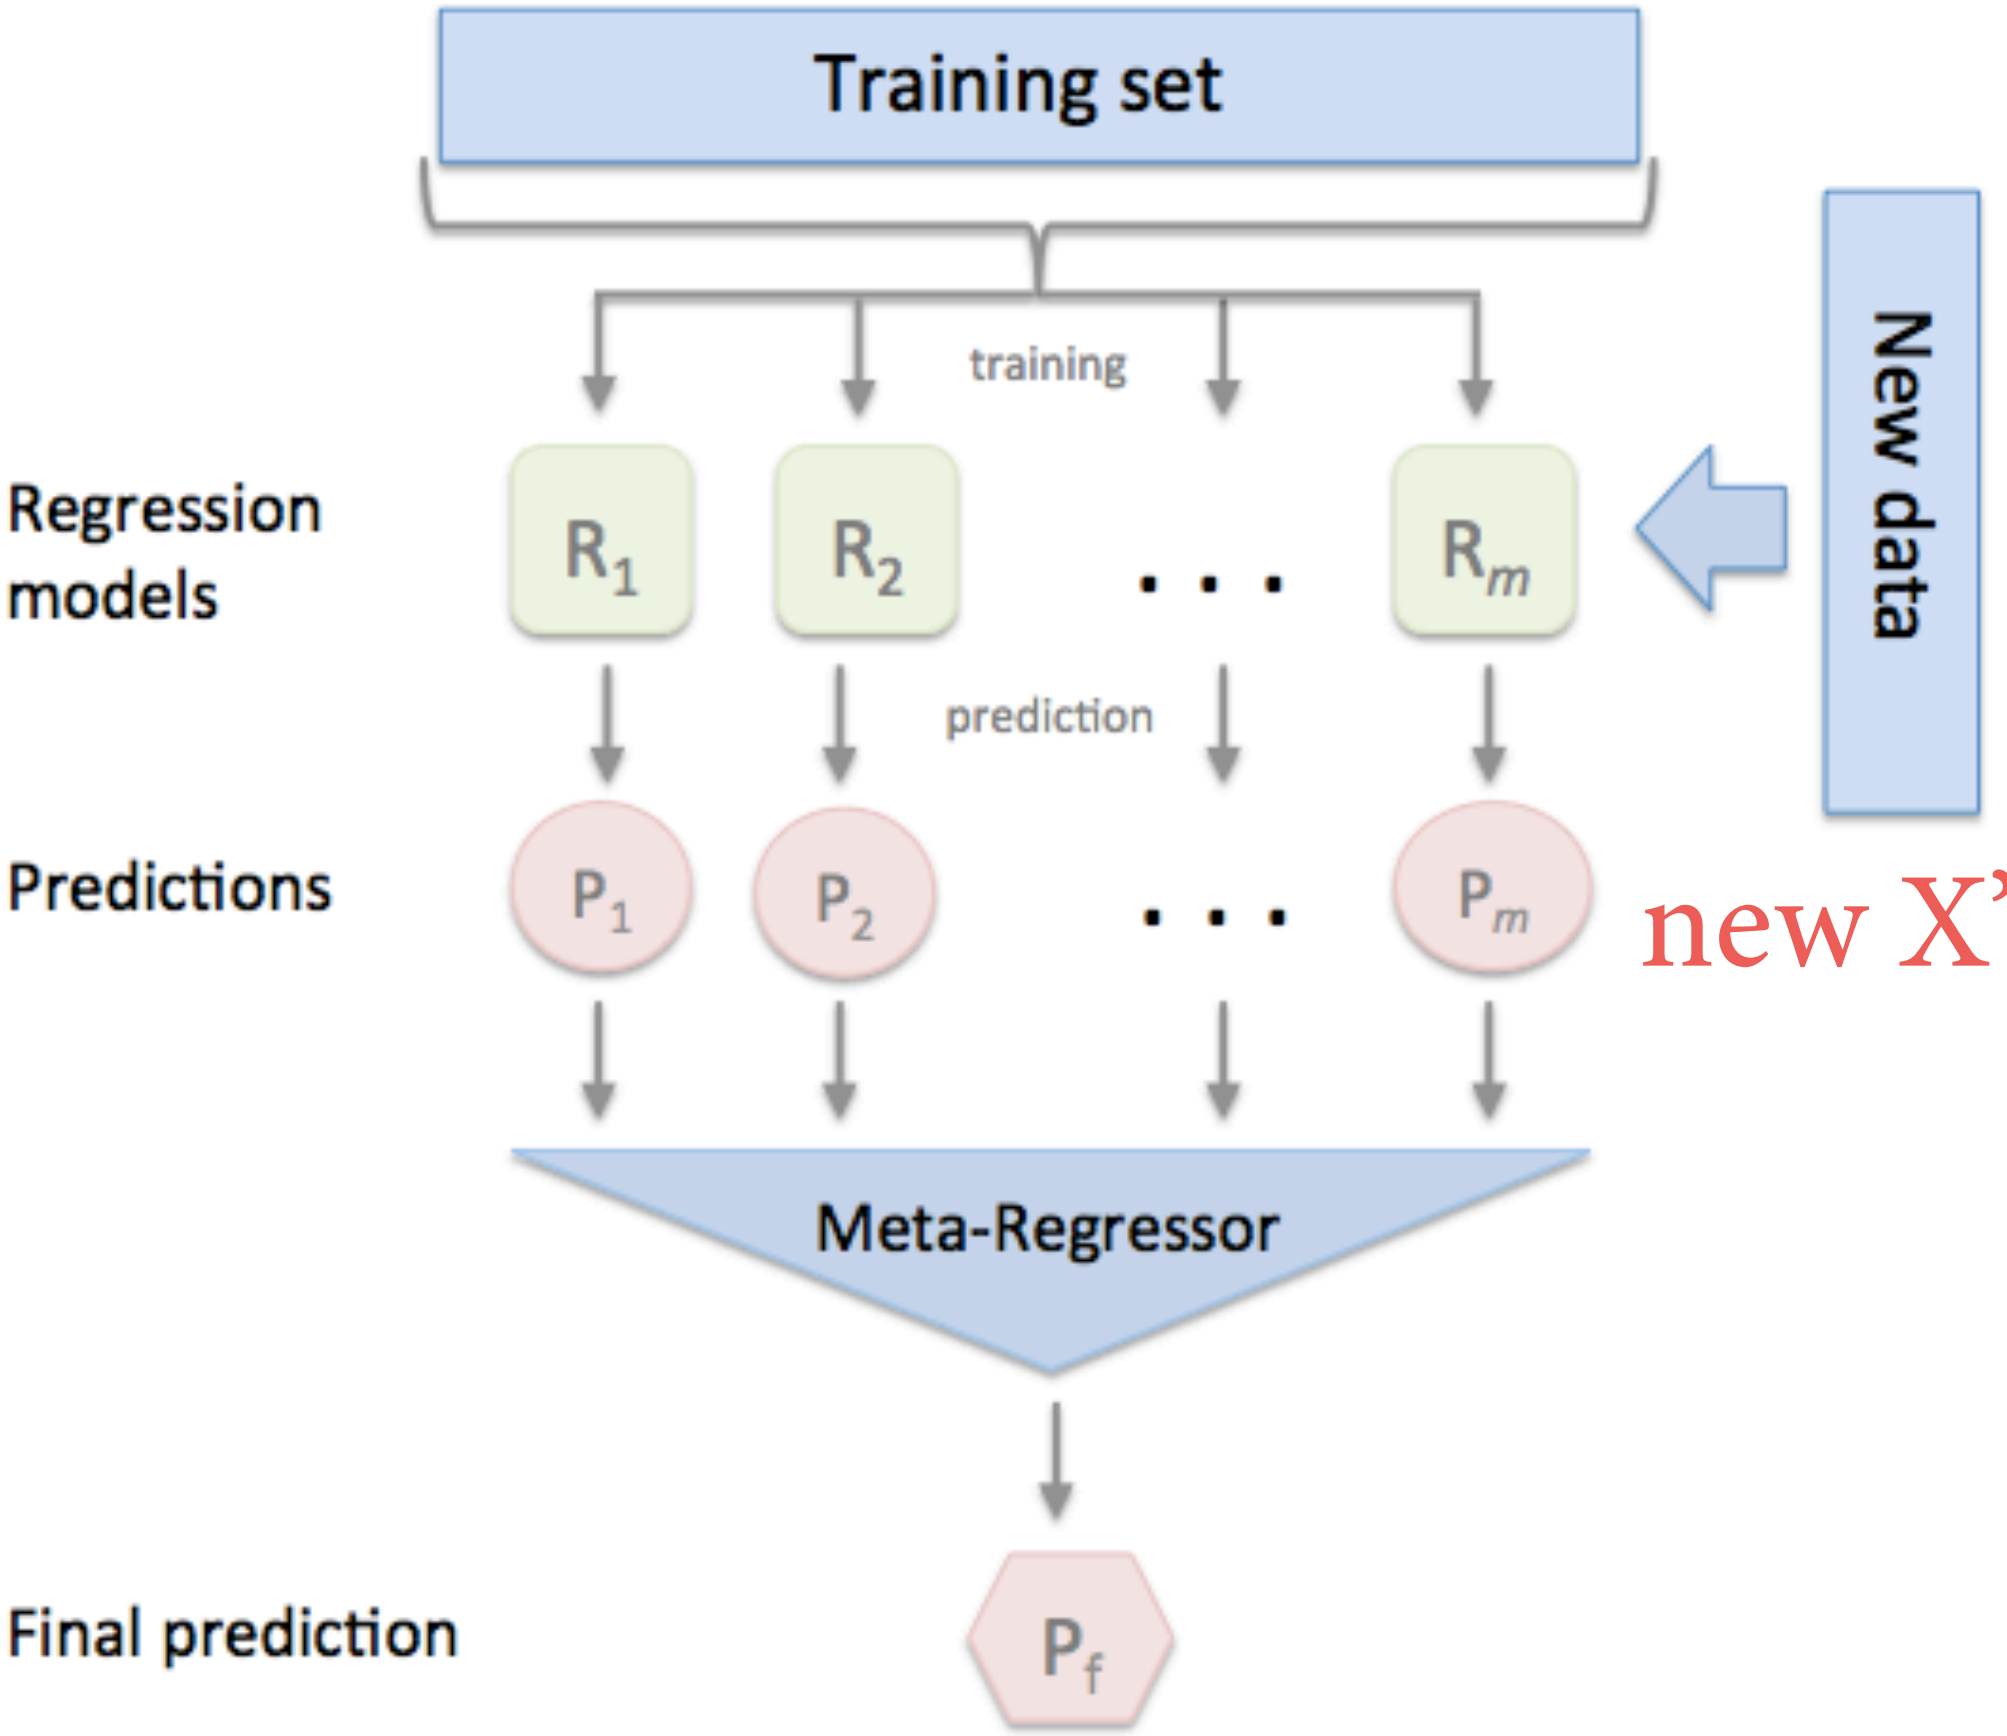 Training set
training
New data
Regression
models
R1
R2
. . .
Rm
prediction
Predictions
P1
P2
. . .
Pm
new X’
Meta-Regressor
Final prediction
Pf